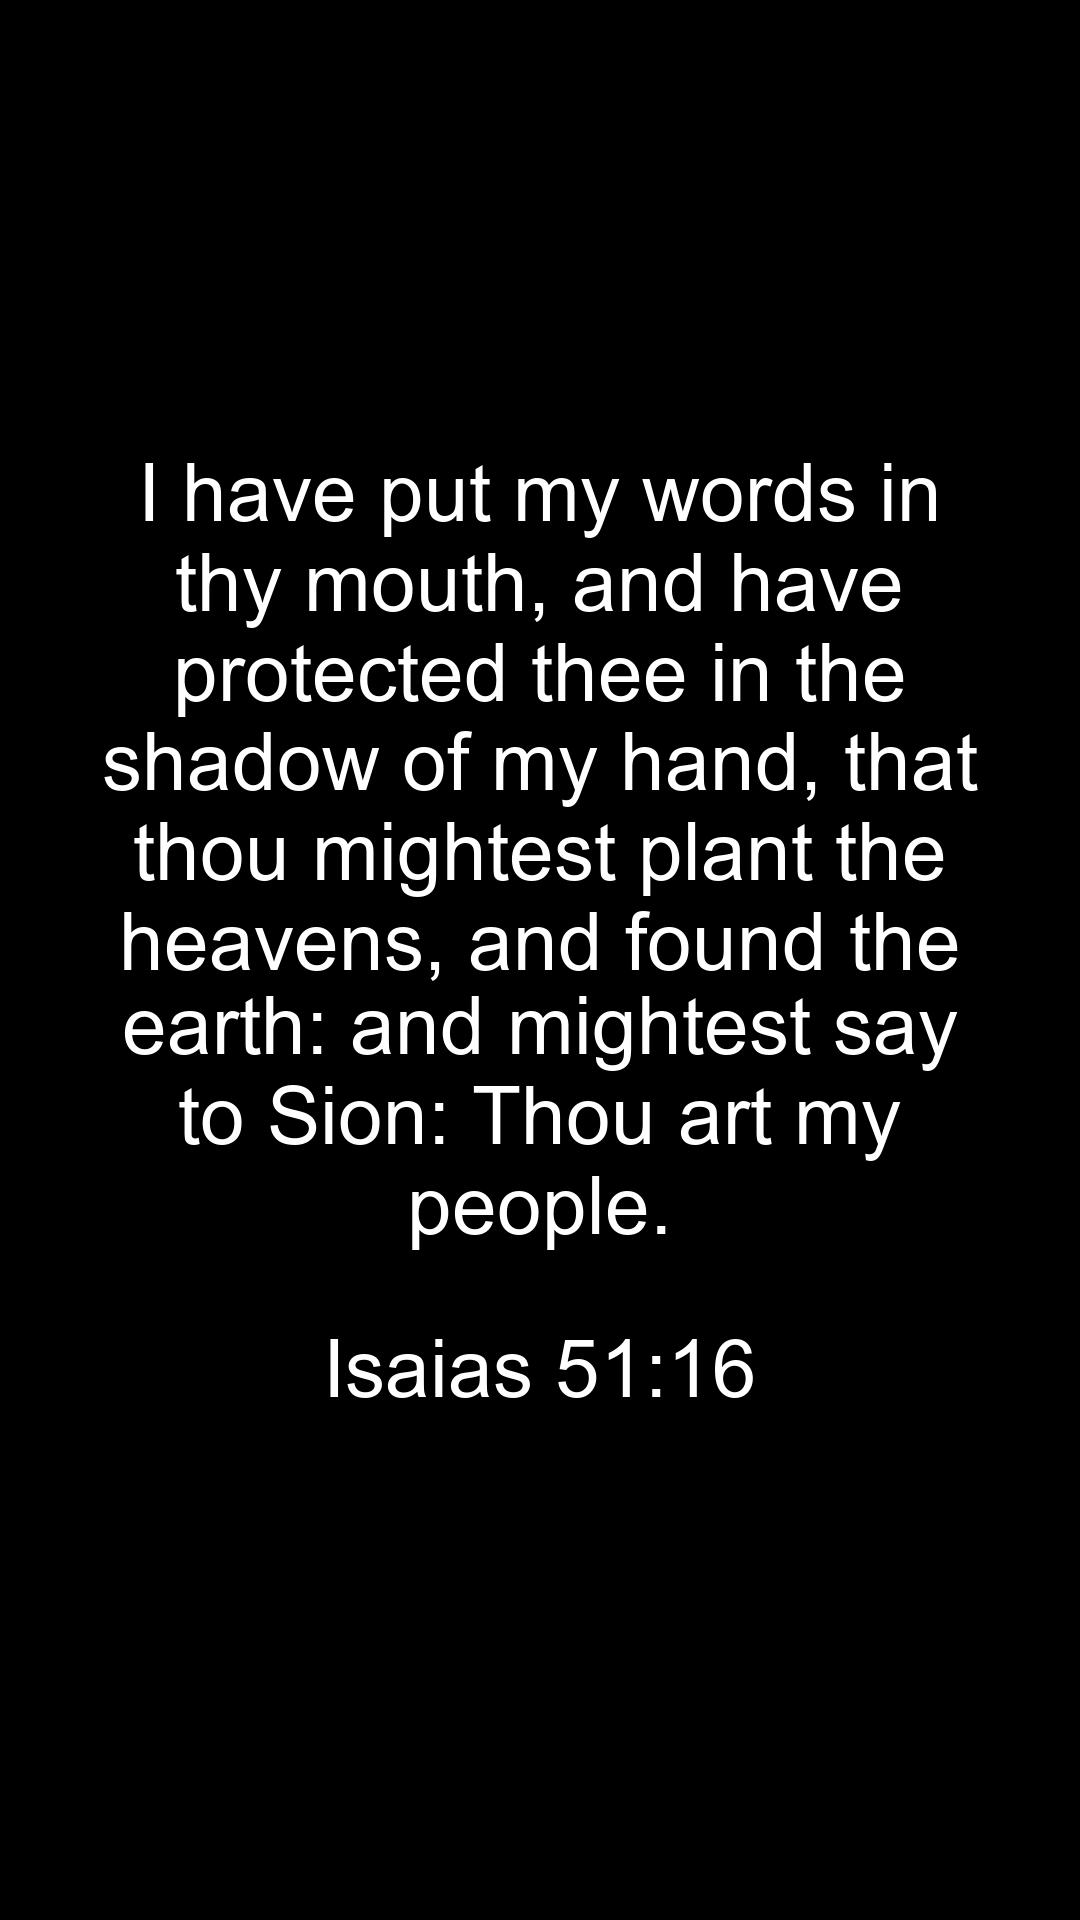 I have put my words in
thy mouth, and have
protected thee in the
shadow of my hand, that
thou mightest plant the
heavens, and found the
earth: and mightest say
to Sion: Thou art my
people.
Isaias 51:16